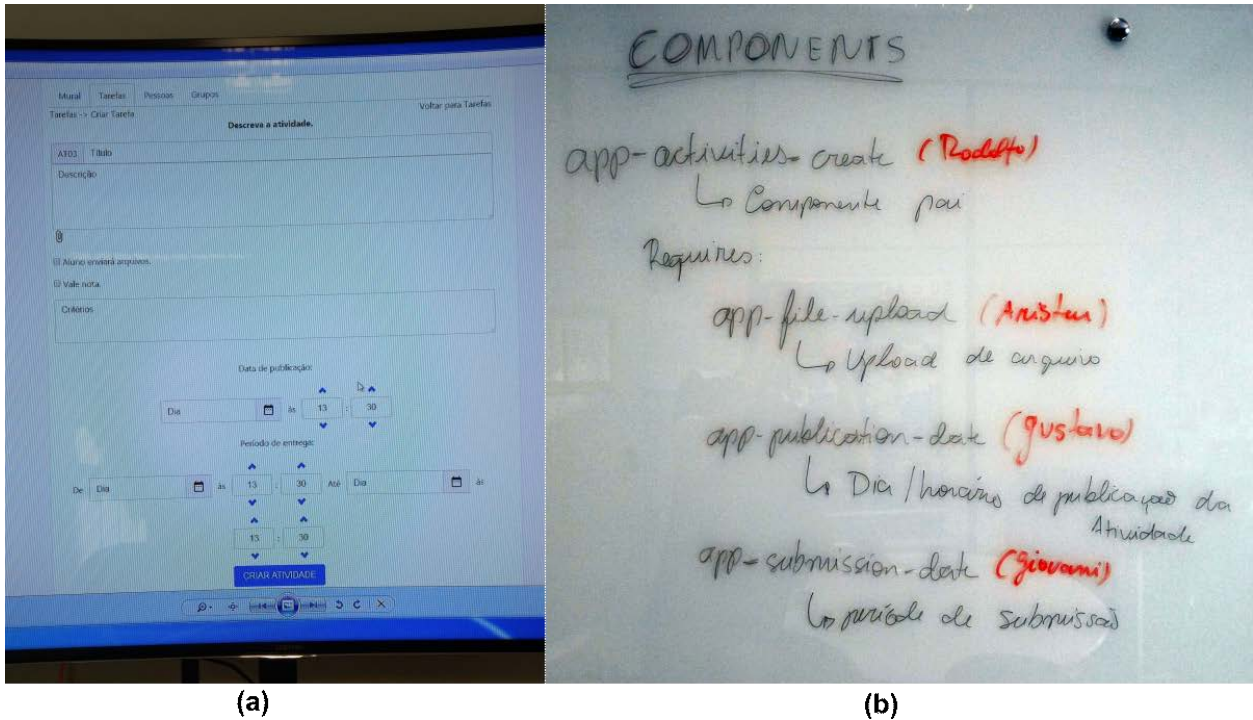 Mural Tarefas Pessoas Grupos
Tarefas -> Criar Tarefa
Voltar para Tarefas
Descreva a atividade.
AT03 Título
Descrição
Aluno enviará arquivos.
Vale nota.
Critérios
Data de publicação:
Dia às 13 : 30
Período de entrega:
De Dia às 13 : 30 Até Dia às
13 : 30
CRIAR ATIVIDADE
(a)
COMPONENTS
app-activities-create (Rodolfo)
↳ Componente pai
Requires:
app-file-upload
↳ Upload de arquivo
app-publication-date (gustavo)
↳ Dia/horário de publicação da
Atividade
app-submission-date (giovani)
↳ período de submissão
(b)